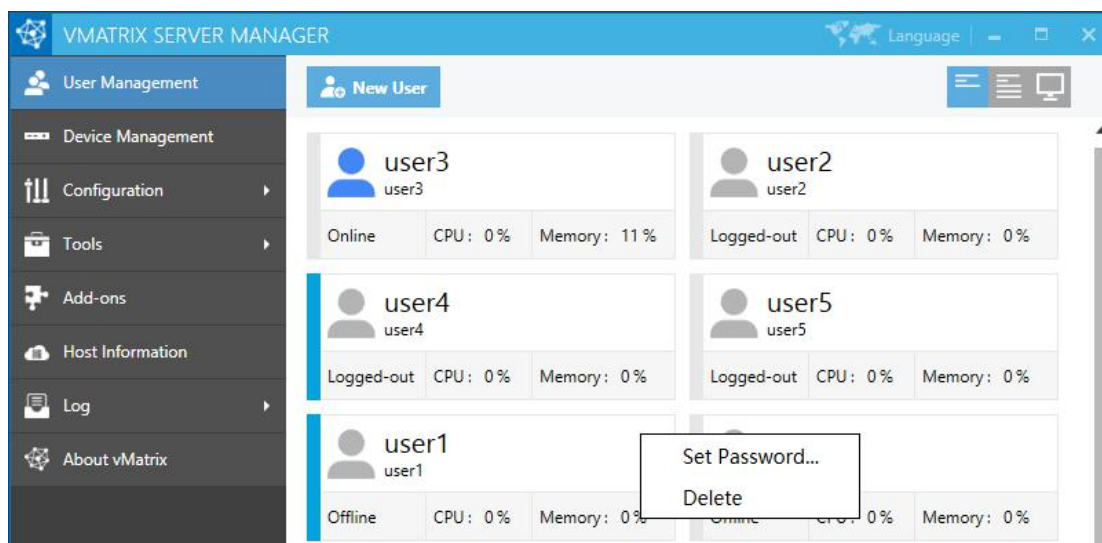 VMATRIX SERVER MANAGER
Language
User Management
New User
Device Management
Configuration
Tools
Add-ons
Host Information
Log
About vMatrix
user3
user3
Online CPU: 0% Memory: 11%
user2
user2
Logged-out CPU: 0% Memory: 0%
user4
user4
Logged-out CPU: 0% Memory: 0%
user5
user5
Logged-out CPU: 0% Memory: 0%
user1
user1
Offline CPU: 0% Memory: 0%
Set Password...
Delete
0% Memory: 0%